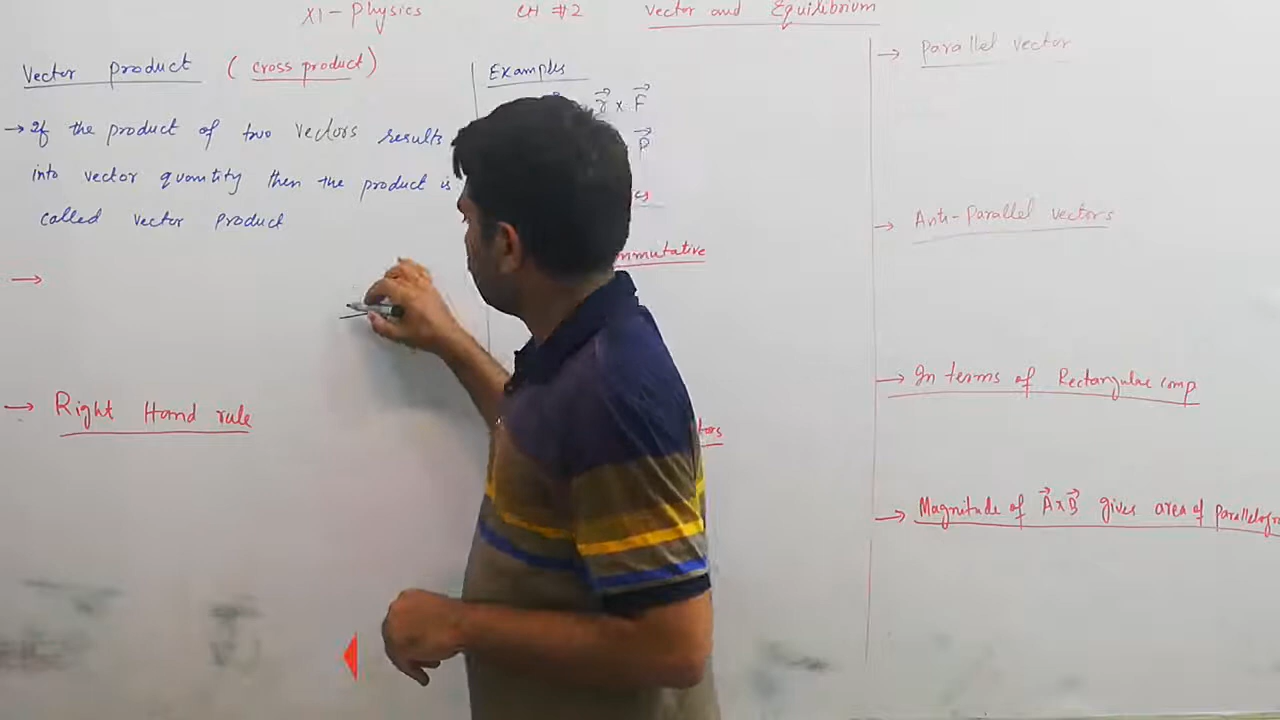 XI - Physics CH #2 Vector and Equilibrium
Vector product (cross product)
→ If the product of two vectors results
into vector quantity then the product is
called vector product
→
→ Right Hand rule
Examples
r⃗ x F⃗
P⃗
→ Parallel vector
→ Anti-Parallel vectors
→ In terms of Rectangular comp
→ Magnitude of A⃗xB⃗ gives area of